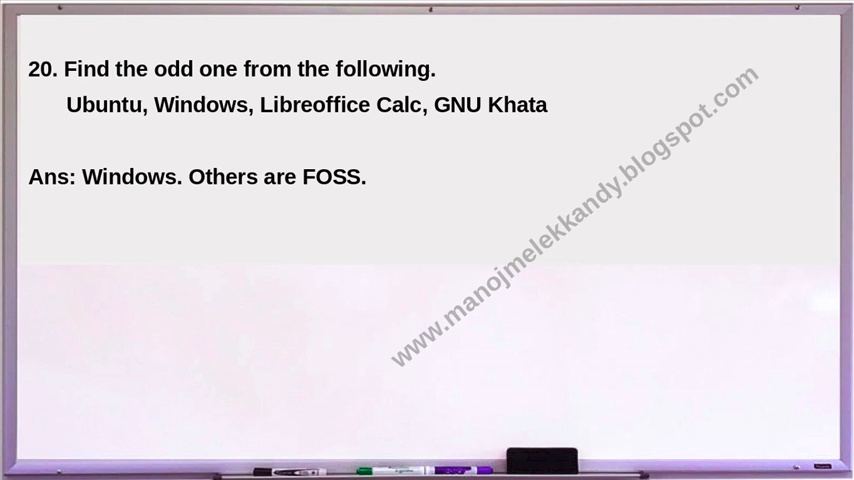 20. Find the odd one from the following.
Ubuntu, Windows, Libreoffice Calc, GNU Khata
Ans: Windows. Others are FOSS.
www.manojmelekkandy.blogspot.com